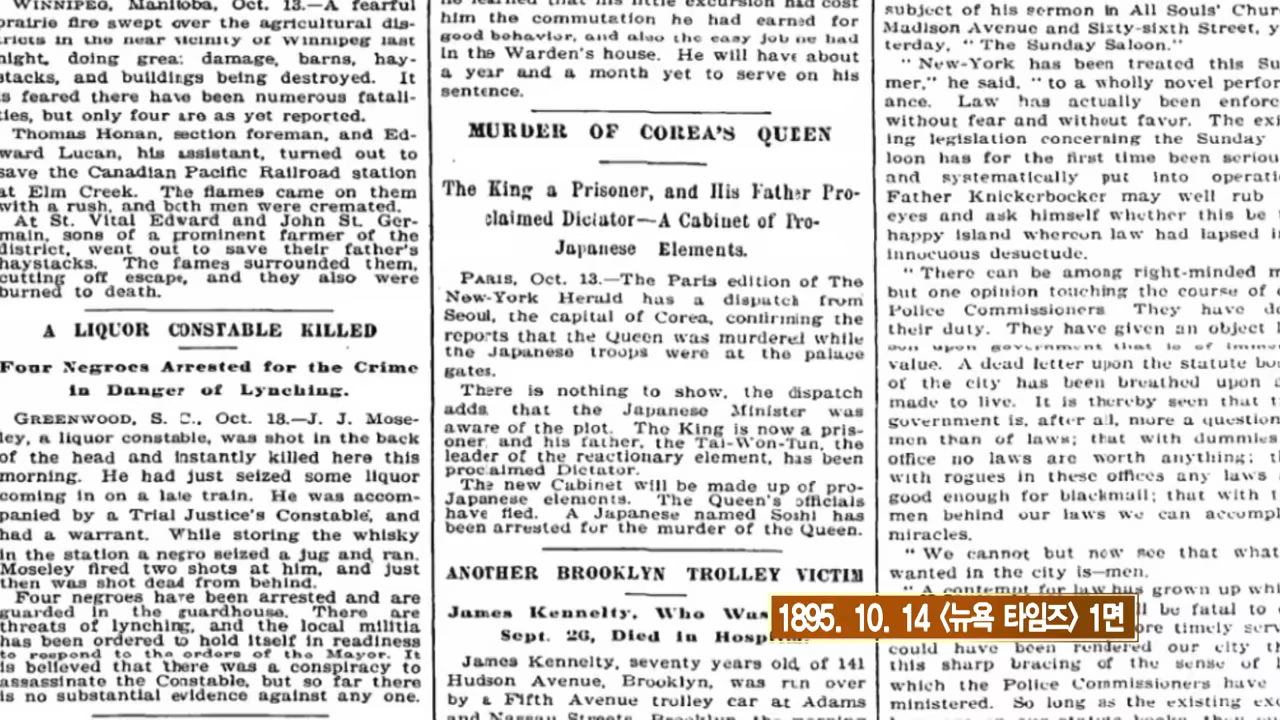 WINNIPEG, Manitoba, Oct. 13.—A fearful
prairie fire swept over the agricultural dis-
tricts in the near vicinity of Winnipeg last
night, doing great damage, barns, hay-
stacks, and buildings being destroyed. It
is feared there have been numerous fatali-
ties, but only four are as yet reported.
Thomas Honan, section foreman, and Ed-
ward Lucan, his assistant, turned out to
save the Canadian Pacific Railroad station
at Elm Creek. The flames came on them
with a rush, and both men were cremated.
At St. Vital Edward and John St. Ger-
main, sons of a prominent farmer of the
district, went out to save their father's
haystacks. The fames surrounded them,
cutting off escape, and they also were
burned to death.
A LIQUOR CONSTABLE KILLED
Four Negroes Arrested for the Crime
in Danger of Lynching.
GREENWOOD, S. C., Oct. 13.—J. J. Mose-
ley, a liquor constable, was shot in the back
of the head and instantly killed here this
morning. He had just seized some liquor
coming in on a late train. He was accom-
panied by a Trial Justice's Constable, and
had a warrant. While storing the whisky
in the station a negro seized a jug and ran.
Moseley fired two shots at him, and just
then was shot dead from behind.
Four negroes have been arrested and are
guarded in the guardhouse. There are
threats of lynching, and the local militia
has been ordered to hold itself in readiness
to respond to the orders of the Mayor. It
is believed that there was a conspiracy to
assassinate the Constable, but so far there
is no substantial evidence against any one.
he learned that his little excursion had cost
him the commutation he had earned for
good behavior, and also the easy job he had
in the Warden's house. He will have about
a year and a month yet to serve on his
sentence.
MURDER OF COREA'S QUEEN
The King a Prisoner, and His Father Pro-
claimed Dictator—A Cabinet of Pro-
Japanese Elements.
PARIS, Oct. 13.—The Paris edition of The
New-York Herald has a dispatch from
Seoul, the capital of Corea, confirming the
reports that the Queen was murdered while
the Japanese troops were at the palace
gates.
There is nothing to show, the dispatch
adds, that the Japanese Minister was
aware of the plot. The King is now a pris-
oner, and his father, the Tai-Won-Tun, the
leader of the reactionary element, has been
proclaimed Dictator.
The new Cabinet will be made up of pro-
Japanese elements. The Queen's officials
have fled. A Japanese named Soshi has
been arrested for the murder of the Queen.
ANOTHER BROOKLYN TROLLEY VICTIM
James Kennelty, Who Was
Sept. 26, Died in
James Kennelty, seventy years old, of 141
Hudson Avenue, Brooklyn, was run over
by a Fifth Avenue trolley car at Adams
and Nassau Streets, Brooklyn, the morning
subject of his sermon in All Souls' Chur
Madison Avenue and Sixty-sixth Street, y
terday, "The Sunday Saloon."
"New-York has been treated this Su
mer," he said, "to a wholly novel perfor
ance. Law has actually been enforc
without fear and without favor. The exi
ing legislation concerning the Sunday
loon has for the first time been seriou
and systematically put into operati
Father Knickerbocker may well rub
eyes and ask himself whether this be
happy island whereon law had lapsed i
innocuous desuetude.
"There can be among right-minded m
but one opinion touching the course of
Police Commissioners They have d
their duty. They have given an object
son upon government that is of imme
value. A dead letter upon the statute bo
of the city has been breathed upon
made to live. It is thereby seen that t
government is, after all, more a question
men than of laws; that with dummies
office no laws are worth anything; t
with rogues in these offices any laws
good enough for blackmail; that with
men behind our laws we can accompl
miracles.
"We cannot but now see that what
wanted in the city is—men.
"A contempt for law has grown up whi
ll be fatal to
ore timely serv
could have been rendered our city th
this sharp bracing of the sense of
which the Police Commissioners have
ministered. So long as the existing ex
1895. 10. 14 〈뉴욕 타임즈〉 1면